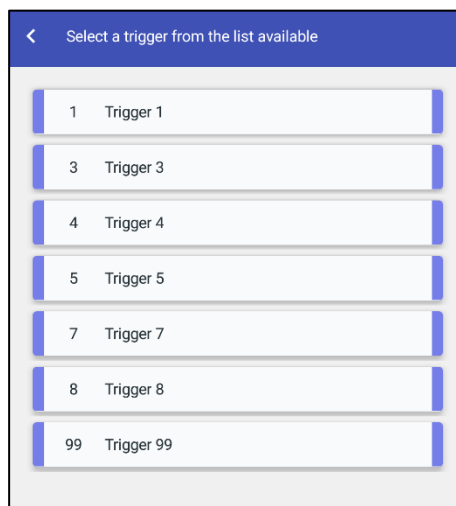 Select a trigger from the list available
1 Trigger 1
3 Trigger 3
4 Trigger 4
5 Trigger 5
7 Trigger 7
8 Trigger 8
99 Trigger 99